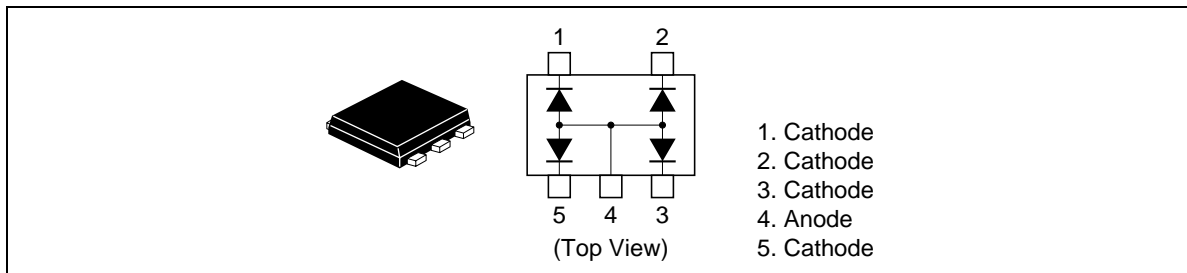 1 2
5 4 3
(Top View)
1. Cathode
2. Cathode
3. Cathode
4. Anode
5. Cathode